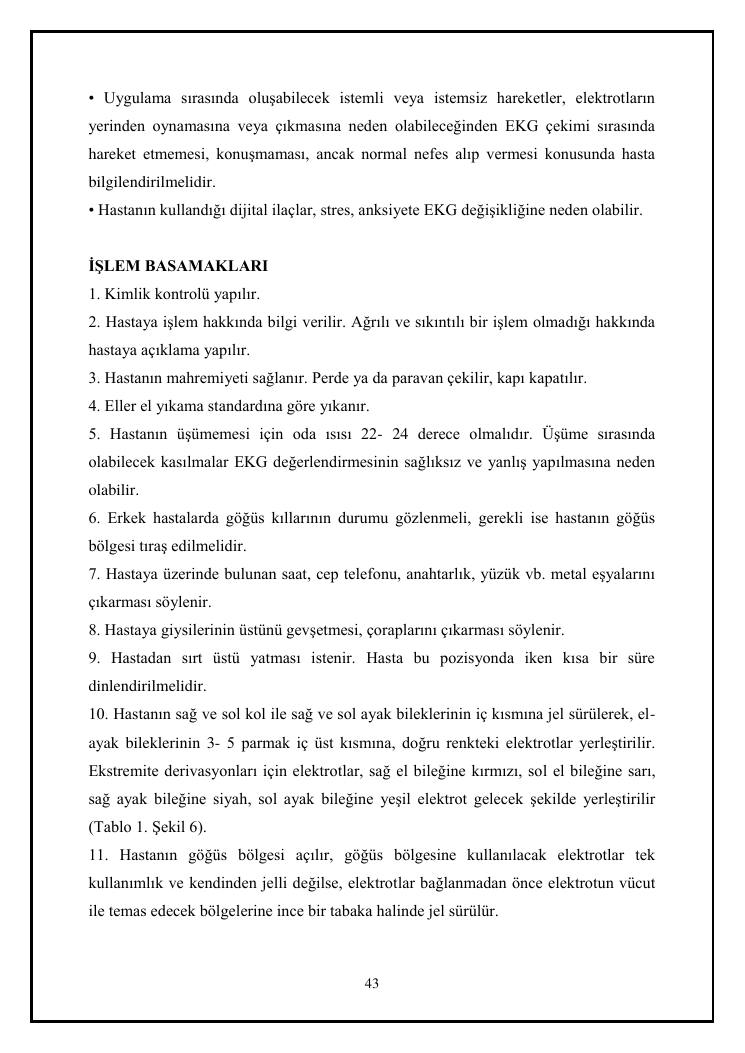 • Uygulama sırasında oluşabilecek istemli veya istemsiz hareketler, elektrotların
yerinden oynamasına veya çıkmasına neden olabileceğinden EKG çekimi sırasında
hareket etmemesi, konuşmaması, ancak normal nefes alıp vermesi konusunda hasta
bilgilendirilmelidir.
• Hastanın kullandığı dijital ilaçlar, stres, anksiyete EKG değişikliğine neden olabilir.
İŞLEM BASAMAKLARI
1. Kimlik kontrolü yapılır.
2. Hastaya işlem hakkında bilgi verilir. Ağrılı ve sıkıntılı bir işlem olmadığı hakkında
hastaya açıklama yapılır.
3. Hastanın mahremiyeti sağlanır. Perde ya da paravan çekilir, kapı kapatılır.
4. Eller el yıkama standardına göre yıkanır.
5. Hastanın üşümemesi için oda ısısı 22- 24 derece olmalıdır. Üşüme sırasında
olabilecek kasılmalar EKG değerlendirmesinin sağlıksız ve yanlış yapılmasına neden
olabilir.
6. Erkek hastalarda göğüs kıllarının durumu gözlenmeli, gerekli ise hastanın göğüs
bölgesi tıraş edilmelidir.
7. Hastaya üzerinde bulunan saat, cep telefonu, anahtarlık, yüzük vb. metal eşyalarını
çıkarması söylenir.
8. Hastaya giysilerinin üstünü gevşetmesi, çoraplarını çıkarması söylenir.
9. Hastadan sırt üstü yatması istenir. Hasta bu pozisyonda iken kısa bir süre
dinlendirilmelidir.
10. Hastanın sağ ve sol kol ile sağ ve sol ayak bileklerinin iç kısmına jel sürülerek, el-
ayak bileklerinin 3- 5 parmak iç üst kısmına, doğru renkteki elektrotlar yerleştirilir.
Ekstremite derivasyonları için elektrotlar, sağ el bileğine kırmızı, sol el bileğine sarı,
sağ ayak bileğine siyah, sol ayak bileğine yeşil elektrot gelecek şekilde yerleştirilir
(Tablo 1. Şekil 6).
11. Hastanın göğüs bölgesi açılır, göğüs bölgesine kullanılacak elektrotlar tek
kullanımlık ve kendinden jelli değilse, elektrotlar bağlanmadan önce elektrotun vücut
ile temas edecek bölgelerine ince bir tabaka halinde jel sürülür.
43